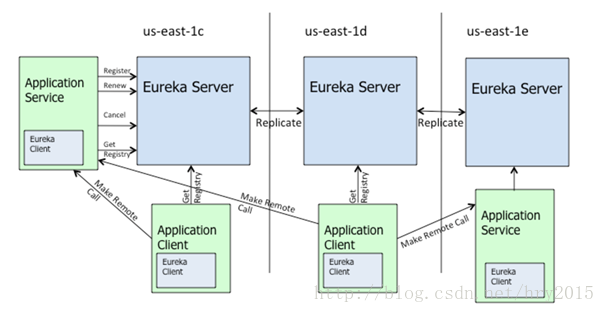 us-east-1c
us-east-1d
us-east-1e
Application
Service
Eureka
Client
Register
Renew
Cancel
Get
Registry
Eureka Server
Replicate
Eureka Server
Replicate
Eureka Server
Make Remote
Call
Get
Registry
Make Remote
Call
Get
Registry
Make Remote Call
Application
Client
Eureka
Client
Application
Client
Eureka
Client
Application
Service
Eureka
Client
http://blog.csdn.net/hry2015